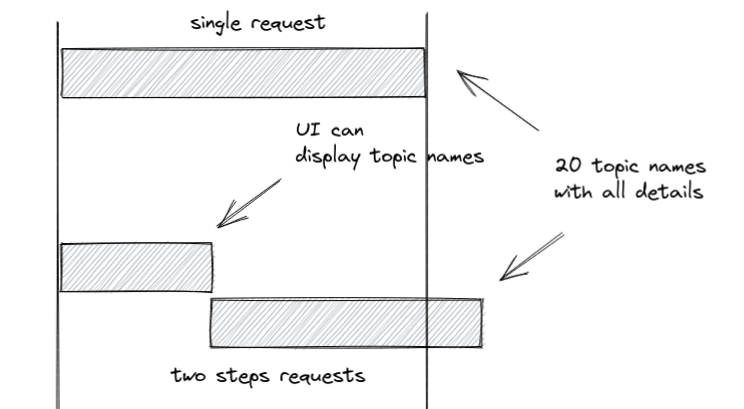 single request
UI can
display topic names
20 topic names
with all details
two steps requests